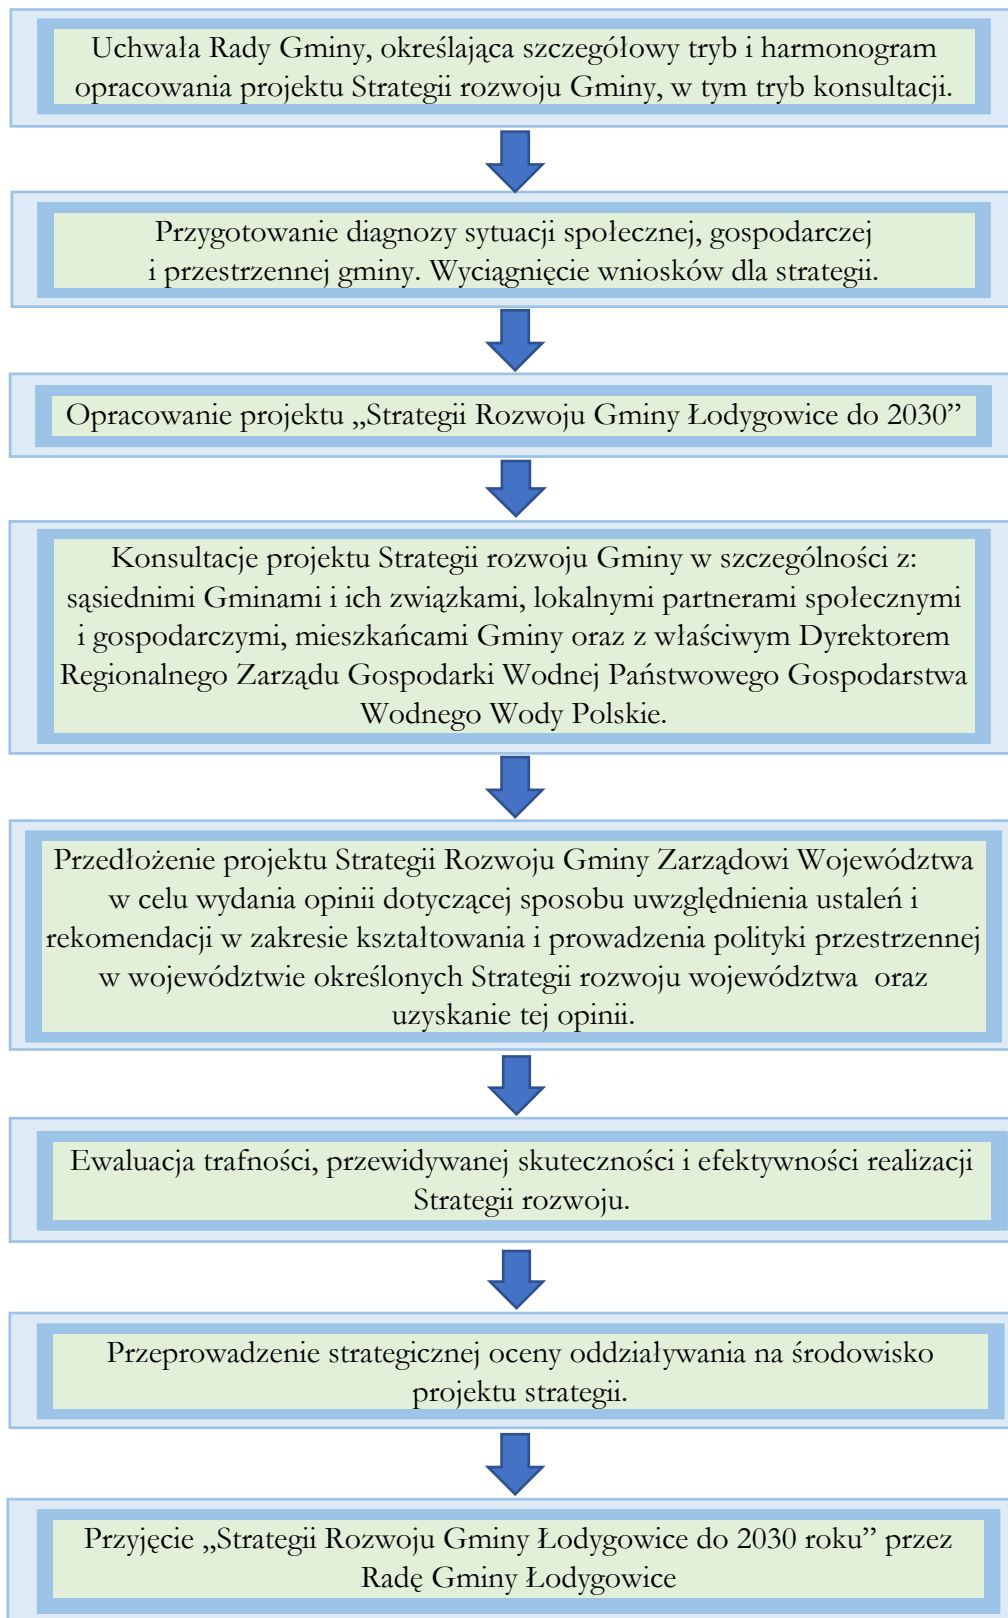 Uchwała Rady Gminy, określająca szczegółowy tryb i harmonogram
opracowania projektu Strategii rozwoju Gminy, w tym tryb konsultacji.
Przygotowanie diagnozy sytuacji społecznej, gospodarczej
i przestrzennej gminy. Wyciągnięcie wniosków dla strategii.
Opracowanie projektu „Strategii Rozwoju Gminy Łodygowice do 2030”
Konsultacje projektu Strategii rozwoju Gminy w szczególności z:
sąsiednimi Gminami i ich związkami, lokalnymi partnerami społecznymi
i gospodarczymi, mieszkańcami Gminy oraz z właściwym Dyrektorem
Regionalnego Zarządu Gospodarki Wodnej Państwowego Gospodarstwa
Wodnego Wody Polskie.
Przedłożenie projektu Strategii Rozwoju Gminy Zarządowi Województwa
w celu wydania opinii dotyczącej sposobu uwzględnienia ustaleń i
rekomendacji w zakresie kształtowania i prowadzenia polityki przestrzennej
w województwie określonych Strategii rozwoju województwa  oraz
uzyskanie tej opinii.
Ewaluacja trafności, przewidywanej skuteczności i efektywności realizacji
Strategii rozwoju.
Przeprowadzenie strategicznej oceny oddziaływania na środowisko
projektu strategii.
Przyjęcie „Strategii Rozwoju Gminy Łodygowice do 2030 roku” przez
Radę Gminy Łodygowice